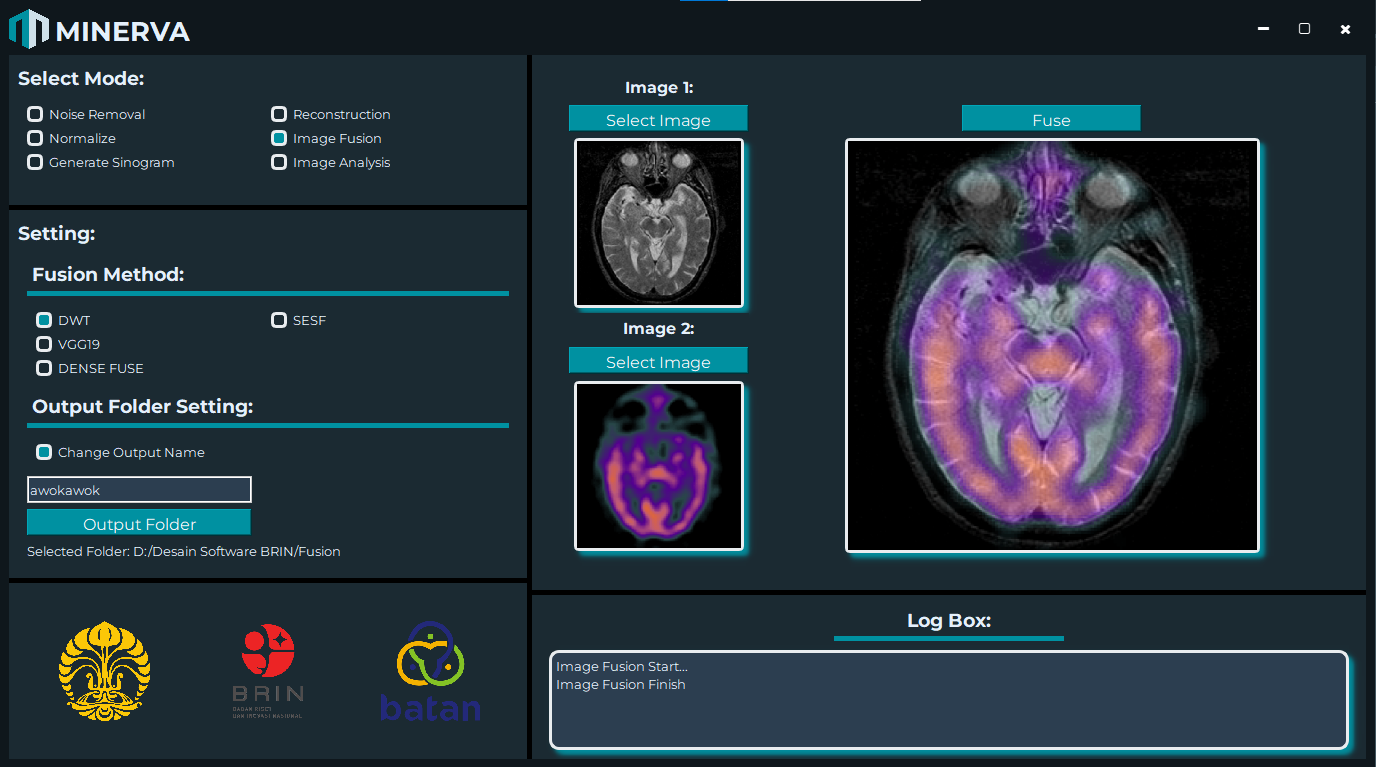 MINERVA
Select Mode:
Noise Removal
Normalize
Generate Sinogram
Reconstruction
Image Fusion
Image Analysis
Setting:
Fusion Method:
DWT
VGG19
DENSE FUSE
SESF
Output Folder Setting:
Change Output Name
awokawok
Output Folder
Selected Folder: D:/Desain Software BRIN/Fusion
BRIN
BADAN RISET
DAN INOVASI NASIONAL
batan
Image 1:
Select Image
Image 2:
Select Image
Fuse
Log Box:
Image Fusion Start...
Image Fusion Finish